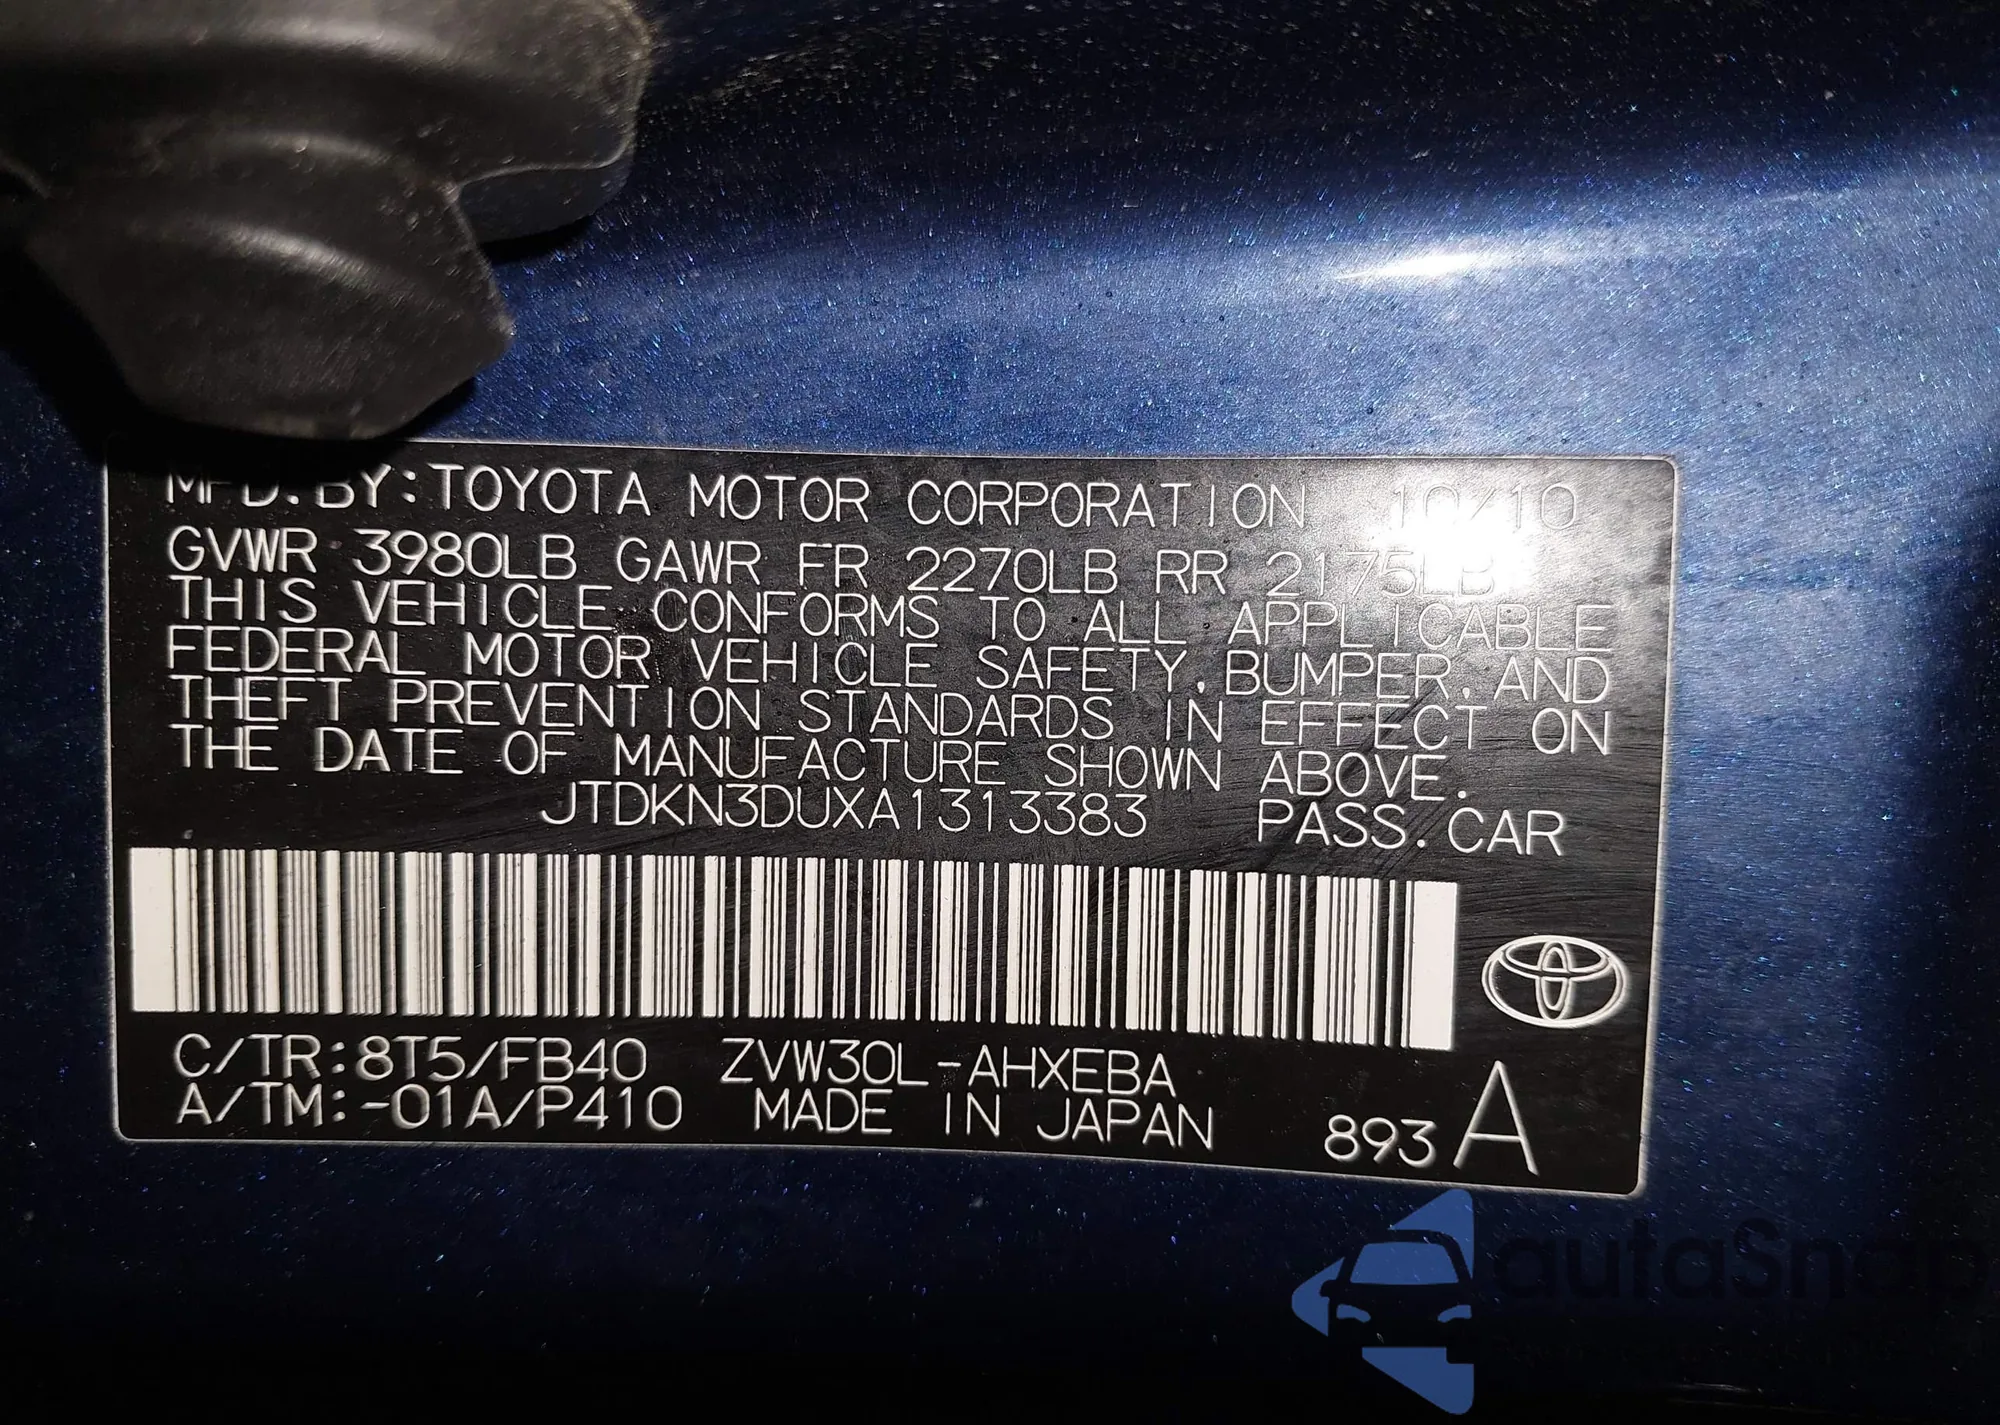 MFD.BY:TOYOTA MOTOR CORPORATION 10/10
GVWR 3980LB GAWR FR 2270LB RR 2175LB
THIS VEHICLE CONFORMS TO ALL APPLICABLE
FEDERAL MOTOR VEHICLE SAFETY, BUMPER, AND
THEFT PREVENTION STANDARDS IN EFFECT ON
THE DATE OF MANUFACTURE SHOWN ABOVE.
JTDKN3DUXA1313383 PASS.CAR
C/TR:8T5/FB40 ZVW30L-AHXEBA
A/TM:-01A/P410 MADE IN JAPAN 893 A
autaSnap